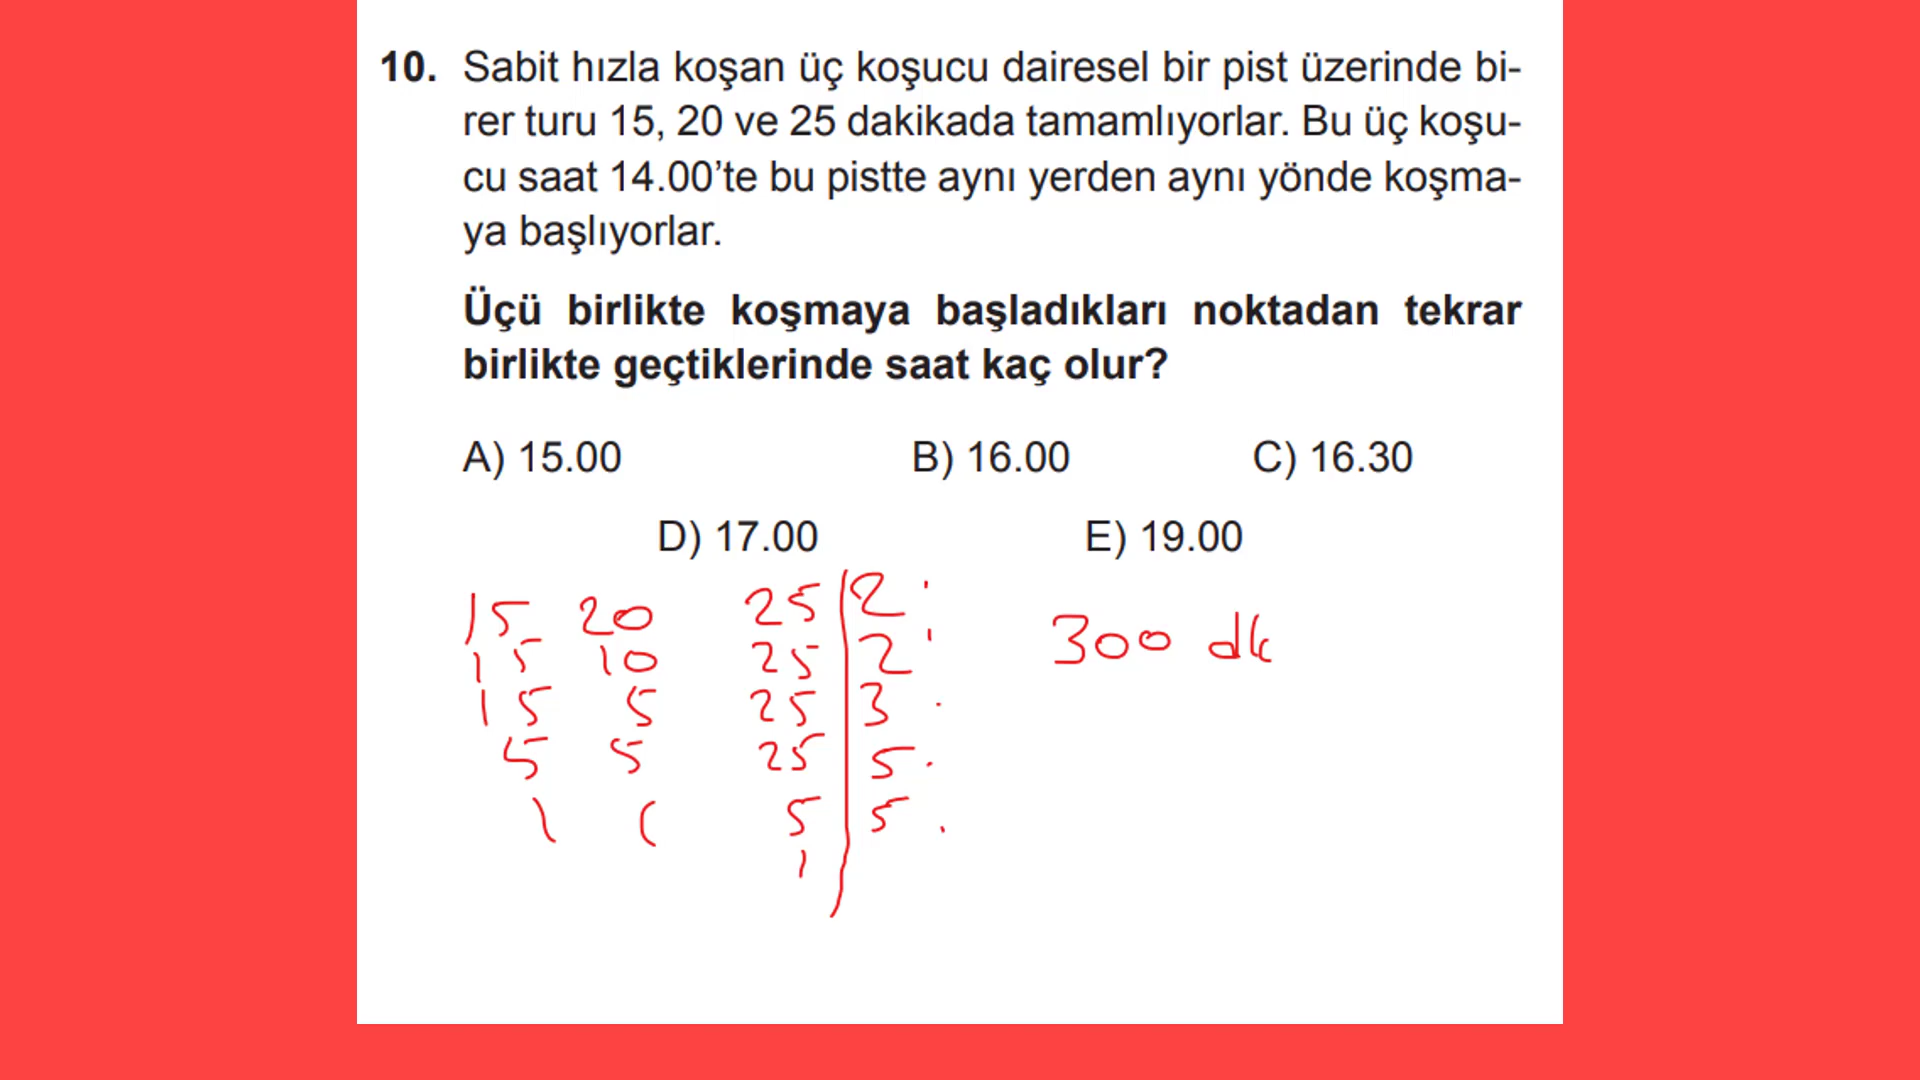 10. Sabit hızla koşan üç koşucu dairesel bir pist üzerinde bi-
rer turu 15, 20 ve 25 dakikada tamamlıyorlar. Bu üç koşu-
cu saat 14.00’te bu pistte aynı yerden aynı yönde koşma-
ya başlıyorlar.
Üçü birlikte koşmaya başladıkları noktadan tekrar
birlikte geçtiklerinde saat kaç olur?
A) 15.00 B) 16.00 C) 16.30
D) 17.00 E) 19.00
15 20 25 2
15 10 25 2
15 5 25 3
5 5 25 5
1 1 5 5
1
300 dk